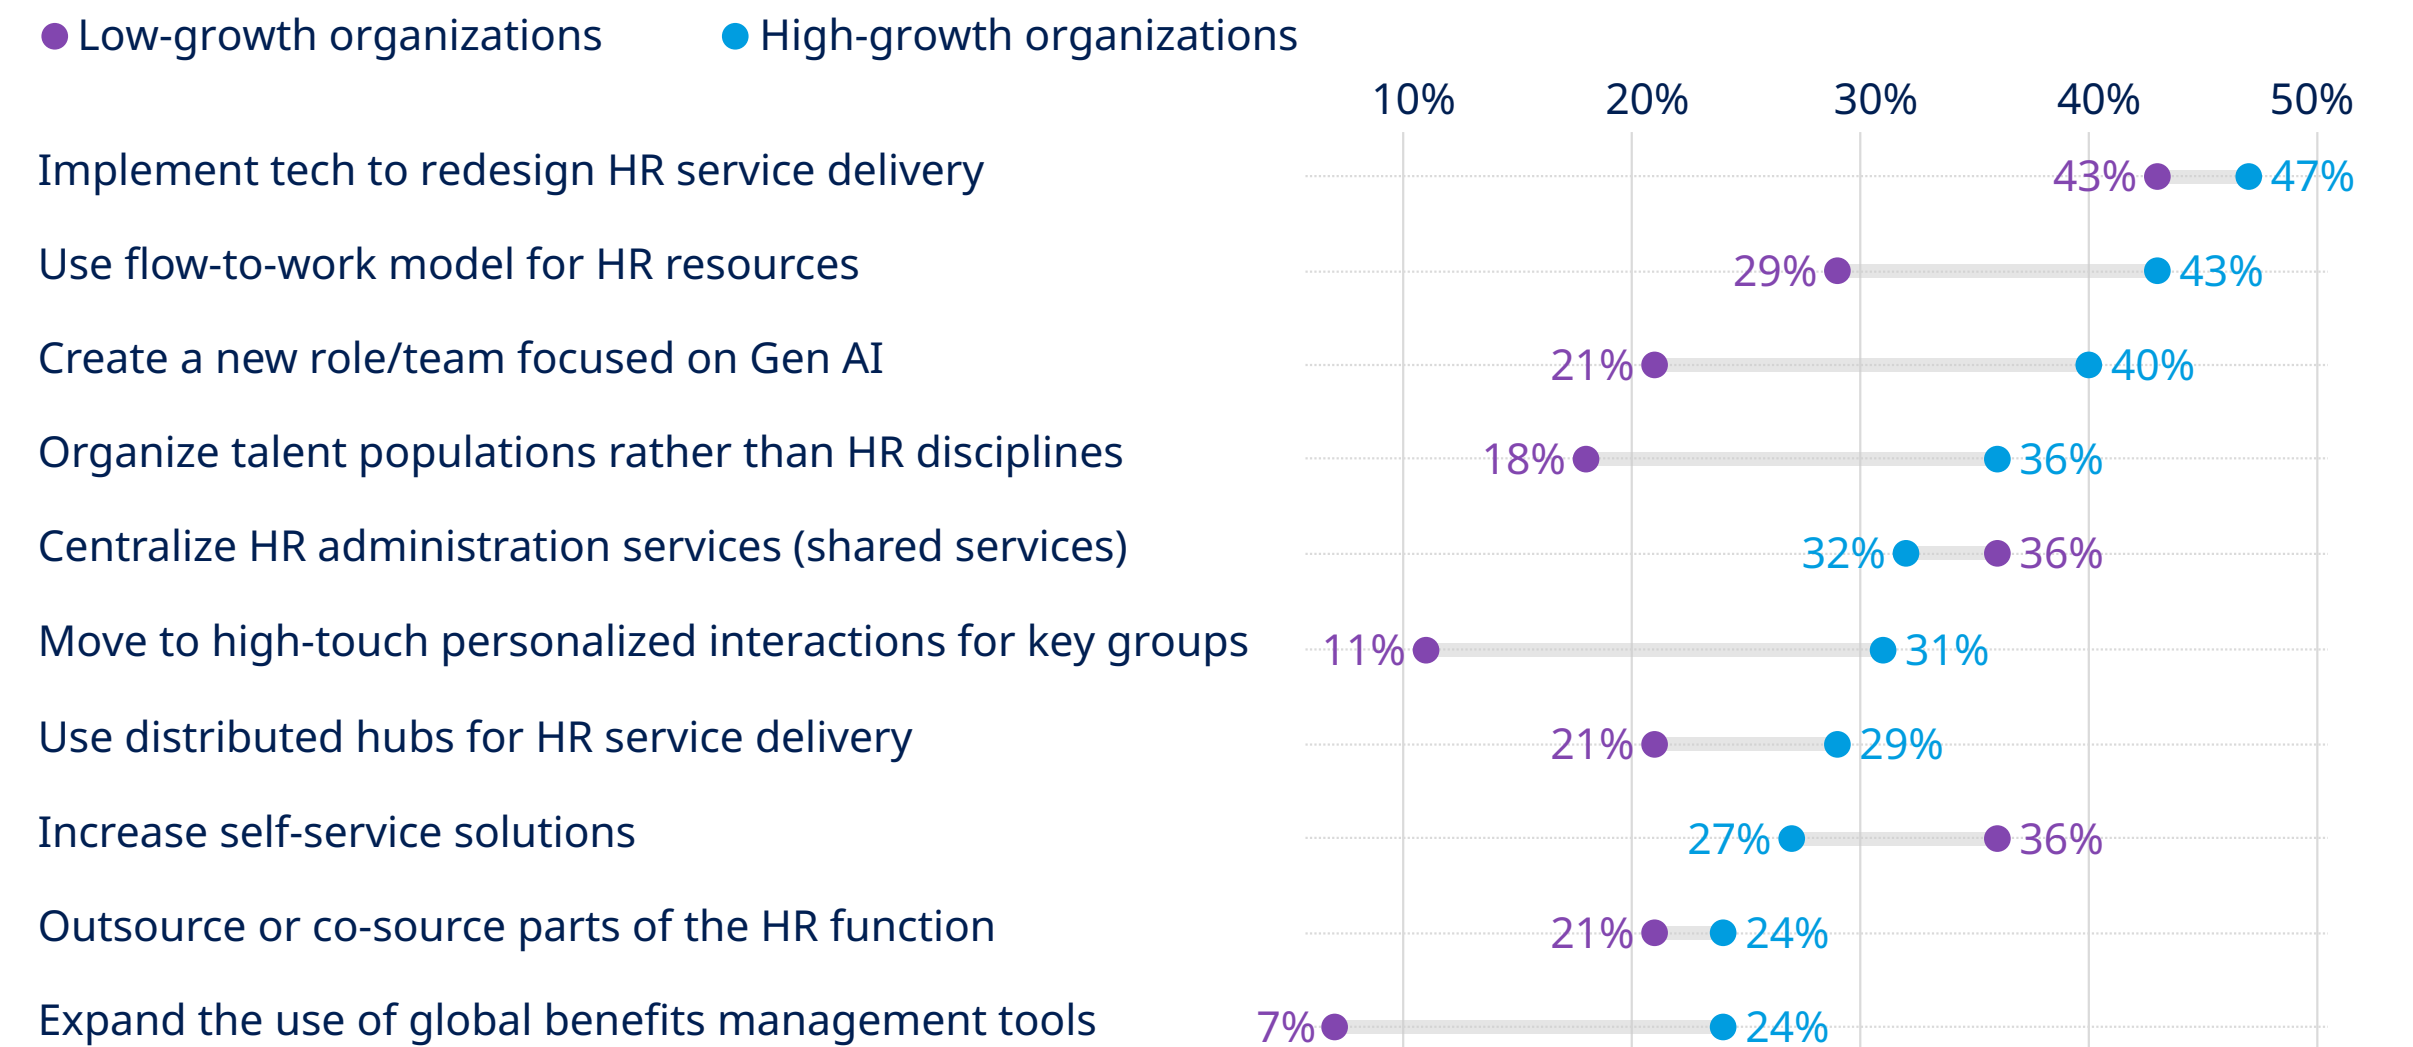 Low-growth organizations High-growth organizations
10% 20% 30% 40% 50%
Implement tech to redesign HR service delivery 43% 47%
Use flow-to-work model for HR resources 29% 43%
Create a new role/team focused on Gen AI 21% 40%
Organize talent populations rather than HR disciplines 18% 36%
Centralize HR administration services (shared services) 32% 36%
Move to high-touch personalized interactions for key groups 11% 31%
Use distributed hubs for HR service delivery 21% 29%
Increase self-service solutions 27% 36%
Outsource or co-source parts of the HR function 21% 24%
Expand the use of global benefits management tools 7% 24%